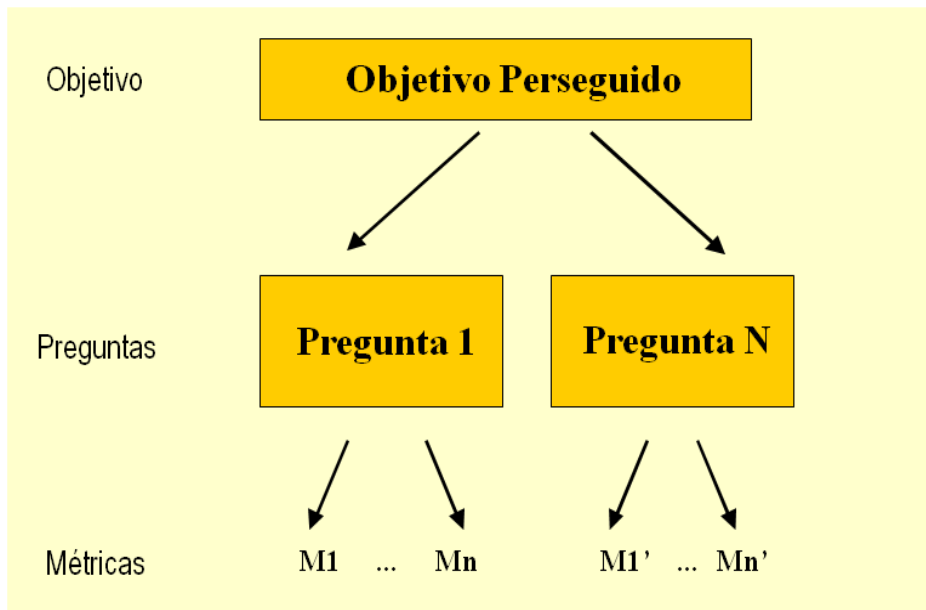 Objetivo Objetivo Perseguido
Preguntas Pregunta 1 Pregunta N
Métricas M1 ... Mn M1’ ... Mn’